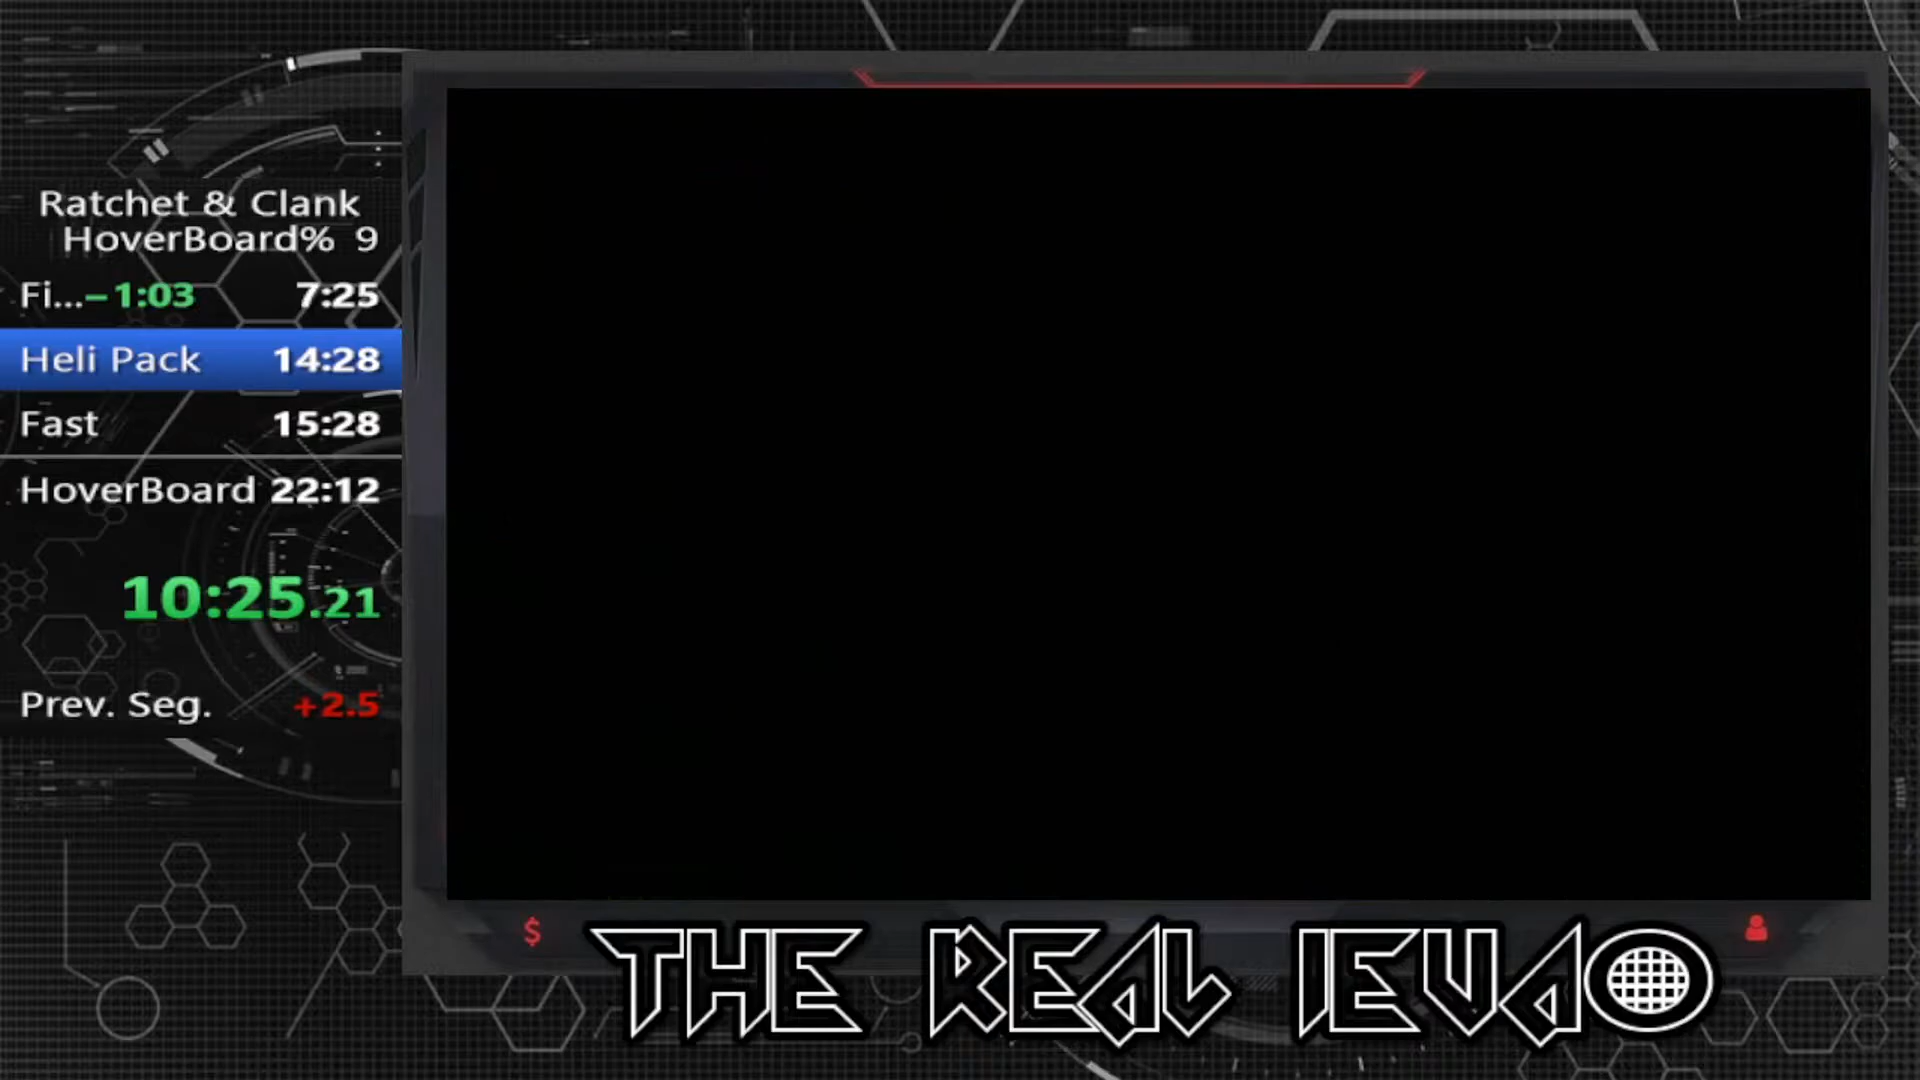 Ratchet & Clank
HoverBoard% 9
Fi... −1:03 7:25
Heli Pack 14:28
Fast 15:28
HoverBoard 22:12
10:25.21
Prev. Seg. +2.5
$
THE REAL IEVAO